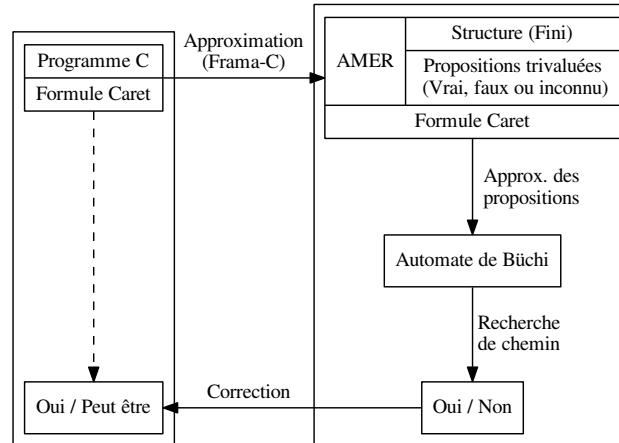 Programme C
Formule Caret
Approximation
(Frama-C)
AMER
Structure (Fini)
Propositions trivaluées
(Vrai, faux ou inconnu)
Formule Caret
Approx. des
propositions
Automate de Büchi
Recherche
de chemin
Oui / Peut être
Correction
Oui / Non